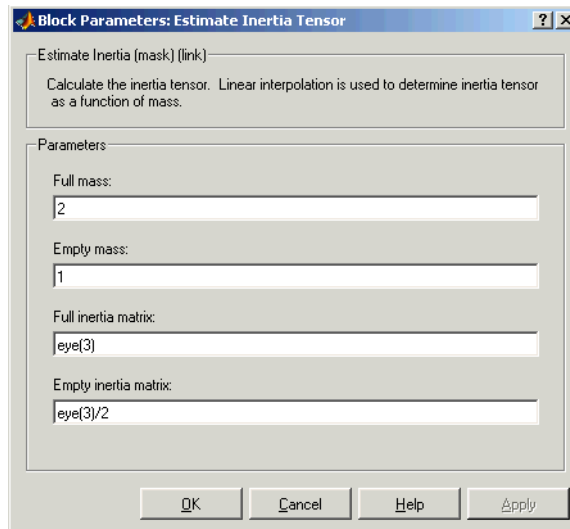 Block Parameters: Estimate Inertia Tensor
Estimate Inertia (mask) (link)
Calculate the inertia tensor. Linear interpolation is used to determine inertia tensor
as a function of mass.
Parameters
Full mass:
2
Empty mass:
1
Full inertia matrix:
eye(3)
Empty inertia matrix:
eye(3)/2
OK Cancel Help Apply